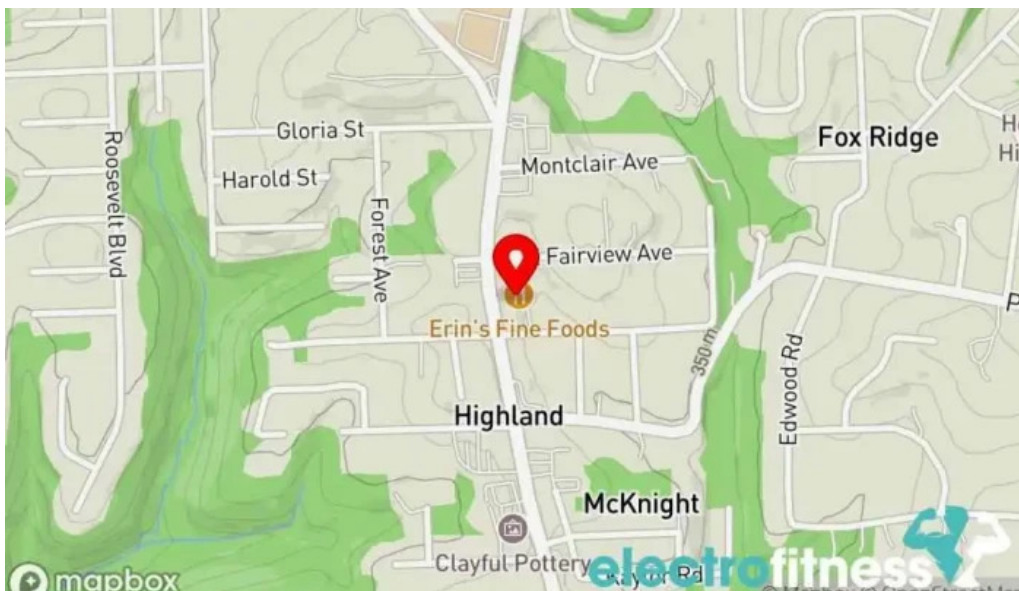 Gloria St
Montclair Ave
Fox Ridge
Harold St
Roosevelt Blvd
Forest Ave
Fairview Ave
Erin's Fine Foods
350 m
Edwood Rd
Highland
McKnight
Clayful Pottery
electrofitness
mapbox